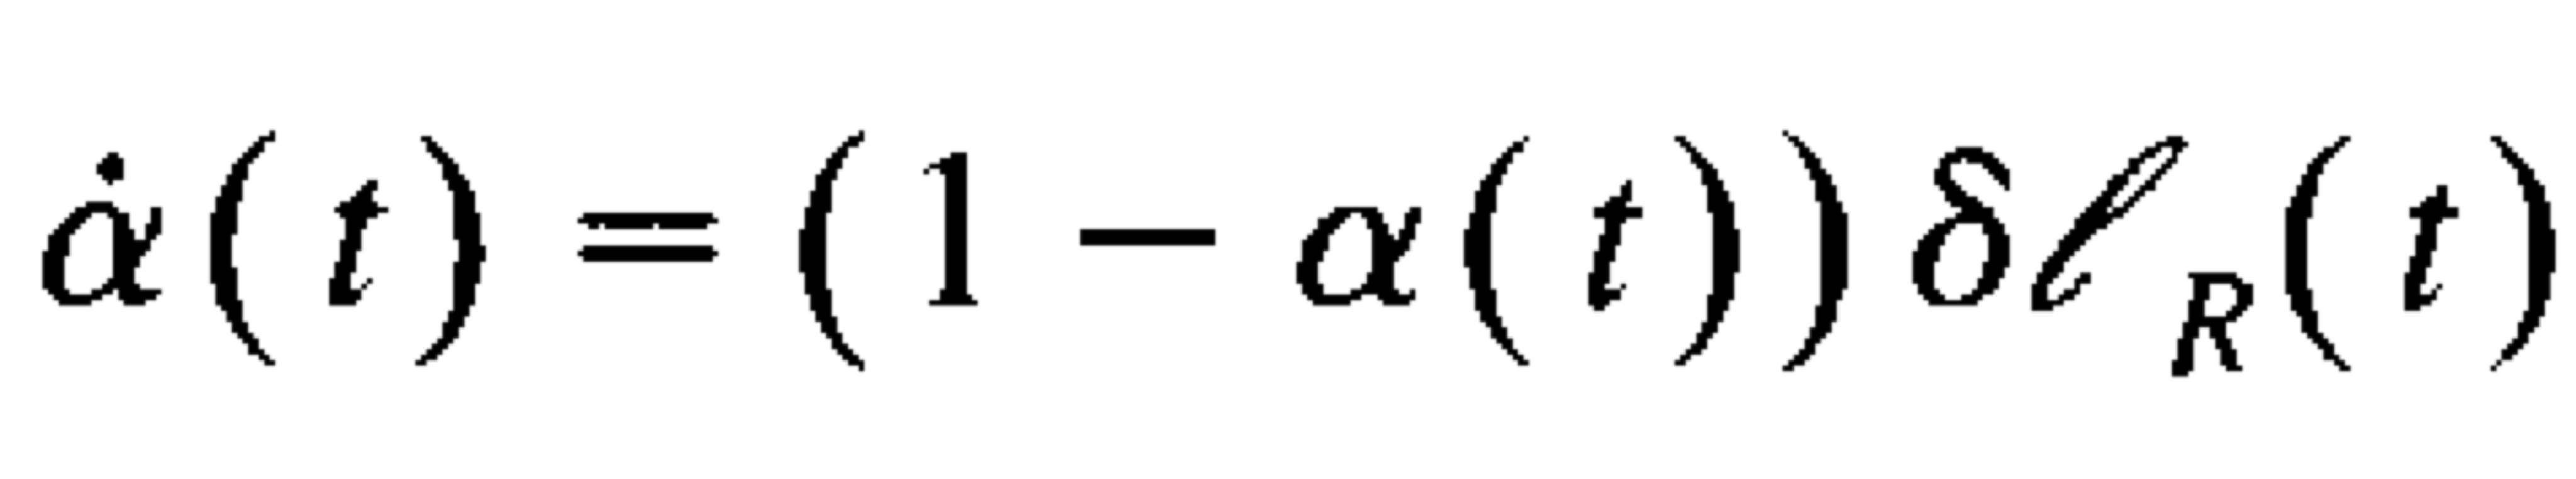 α̇(t) = (1 − α(t))δℓ_R(t)